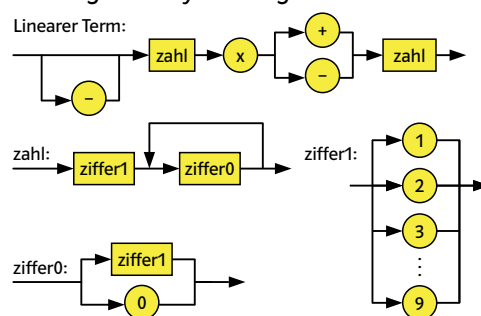 Linearer Term:
zahl x + − zahl
−
zahl: ziffer1 ziffer0
ziffer1:
1
2
3
⋮
9
ziffer0: ziffer1
0